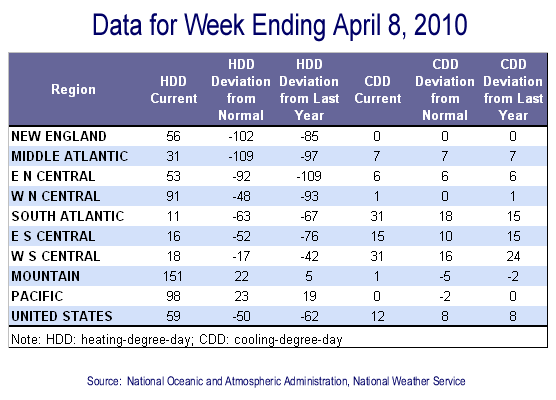 Data for Week Ending April 8, 2010
Region HDD Current HDD Deviation from Normal HDD Deviation from Last Year CDD Current CDD Deviation from Normal CDD Deviation from Last Year
NEW ENGLAND 56 -102 -85 0 0 0
MIDDLE ATLANTIC 31 -109 -97 7 7 7
E N CENTRAL 53 -92 -109 6 6 6
W N CENTRAL 91 -48 -93 1 0 1
SOUTH ATLANTIC 11 -63 -67 31 18 15
E S CENTRAL 16 -52 -76 15 10 15
W S CENTRAL 18 -17 -42 31 16 24
MOUNTAIN 151 22 5 1 -5 -2
PACIFIC 98 23 19 0 -2 0
UNITED STATES 59 -50 -62 12 8 8
Note: HDD: heating-degree-day; CDD: cooling-degree-day
Source: National Oceanic and Atmospheric Administration, National Weather Service